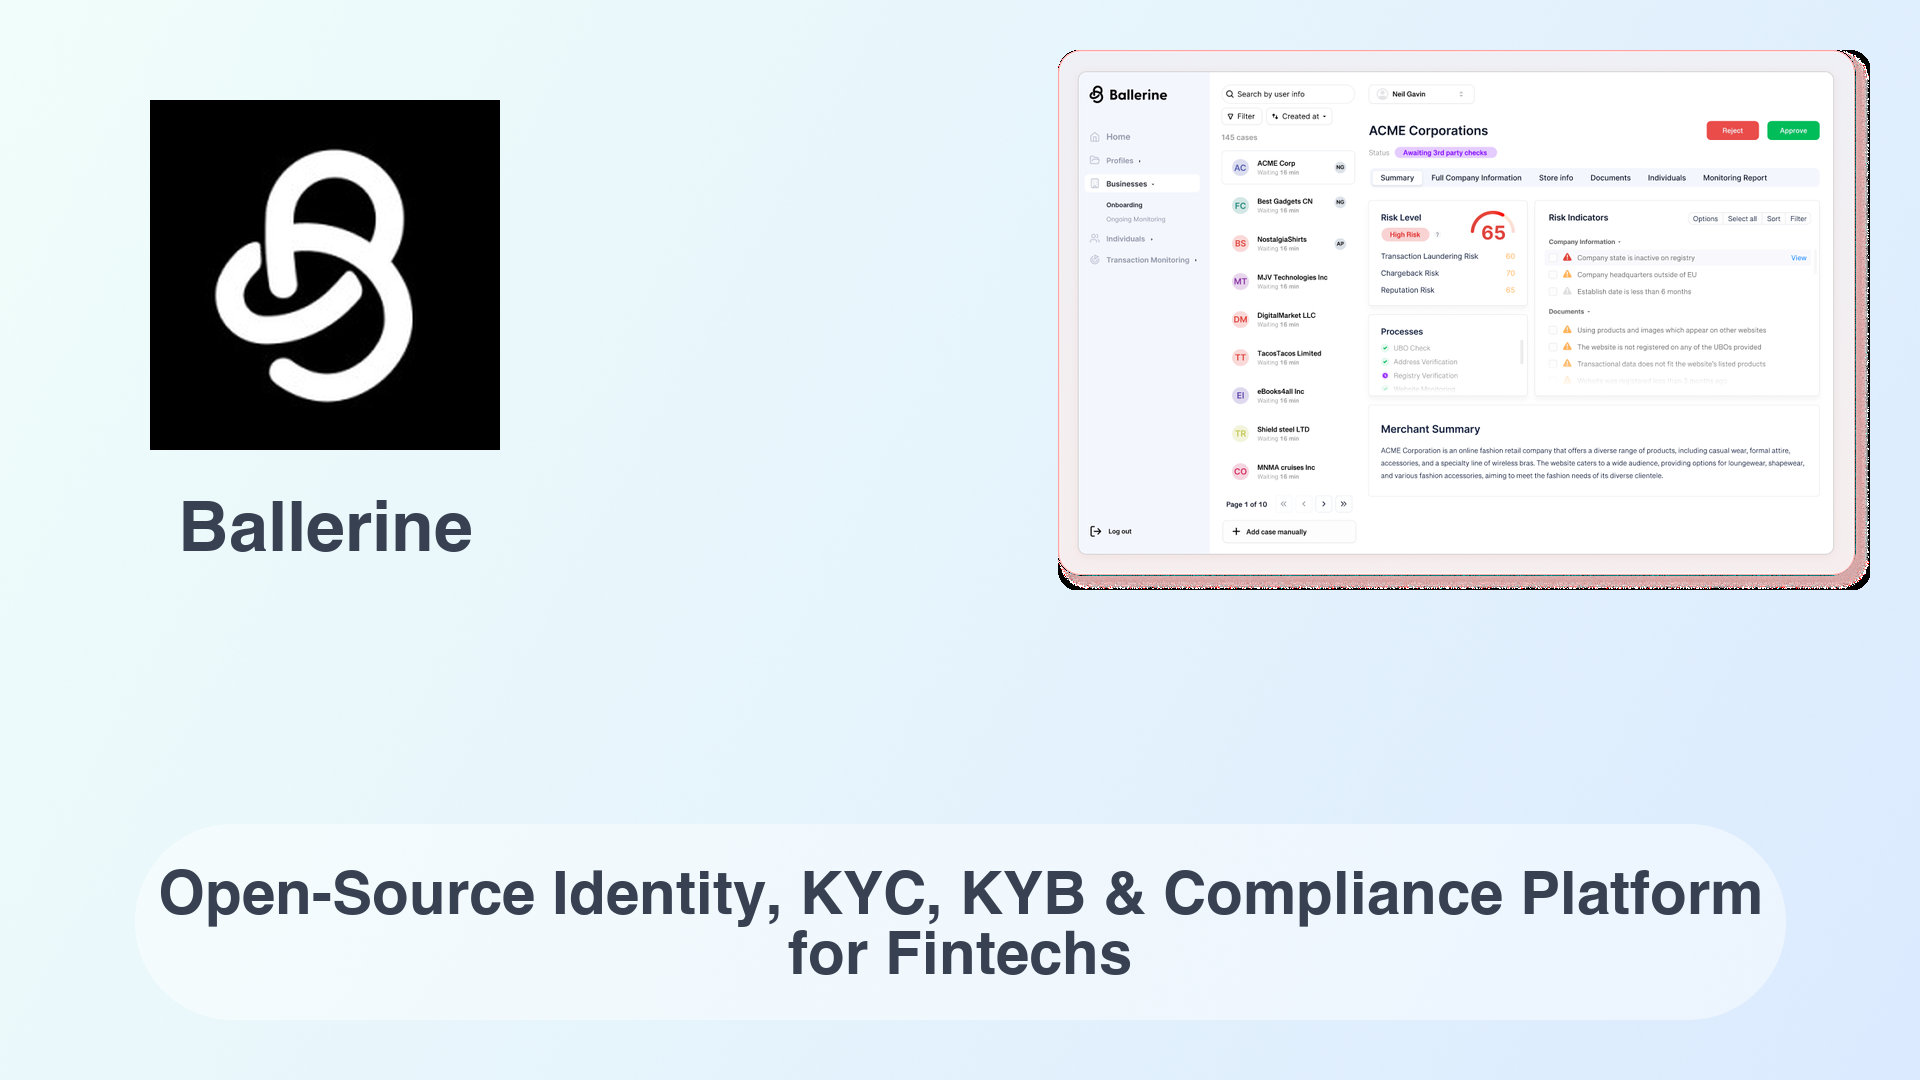 Ballerine
Open-Source Identity, KYC, KYB & Compliance Platform
for Fintechs
Ballerine
Home
Profiles
Businesses
Onboarding
Ongoing Monitoring
Individuals
Transaction Monitoring
Log out
Search by user info
Filter
Created at
145 cases
AC
ACME Corp
Waiting 16 min
NG
FC
Best Gadgets CN
Waiting 16 min
NG
BS
NostalgiaShirts
Waiting 16 min
AP
MT
MJV Technologies Inc
Waiting 16 min
DM
DigitalMarket LLC
Waiting 16 min
TT
TacosTacos Limited
Waiting 16 min
EI
eBooks4all Inc
Waiting 16 min
TR
Shield steel LTD
Waiting 16 min
CO
MNMA cruises Inc
Waiting 16 min
Page 1 of 10
Add case manually
Neil Gavin
ACME Corporations
Reject
Approve
Status
Awaiting 3rd party checks
Summary
Full Company Information
Store info
Documents
Individuals
Monitoring Report
Risk Level
High Risk
?
65
Transaction Laundering Risk 60
Chargeback Risk 70
Reputation Risk 65
Processes
UBO Check
Address Verification
Registry Verification
Website Monitoring
Risk Indicators
Options
Select all
Sort
Filter
Company Information
Company state is inactive on registry
View
Company headquarters outside of EU
Establish date is less than 6 months
Documents
Using products and images which appear on other websites
The website is not registered on any of the UBOs provided
Transactional data does not fit the website's listed products
Website was registered less than 3 months ago
Merchant Summary
ACME Corporation is an online fashion retail company that offers a diverse range of products, including casual wear, formal attire,
accessories, and a specialty line of wireless bras. The website caters to a wide audience, providing options for loungewear, shapewear,
and various fashion accessories, aiming to meet the fashion needs of its diverse clientele.